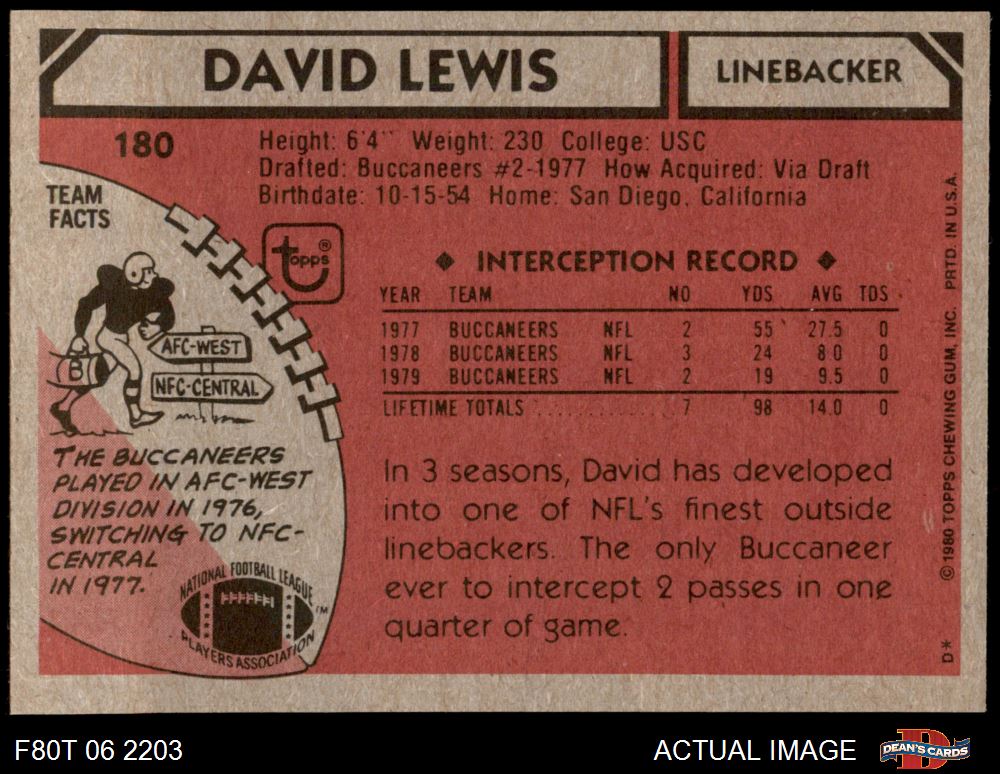 DAVID LEWIS
LINEBACKER
180
Height: 6'4" Weight: 230 College: USC
Drafted: Buccaneers #2-1977 How Acquired: Via Draft
Birthdate: 10-15-54 Home: San Diego, California
TEAM
FACTS
topps®
◆ INTERCEPTION RECORD ◆
YEAR TEAM NO YDS AVG TDS
1977 BUCCANEERS NFL 2 55 27.5 0
1978 BUCCANEERS NFL 3 24 8.0 0
1979 BUCCANEERS NFL 2 19 9.5 0
LIFETIME TOTALS 7 98 14.0 0
B
AFC-WEST
NFC-CENTRAL
THE BUCCANEERS
PLAYED IN AFC-WEST
DIVISION IN 1976,
SWITCHING TO NFC-
CENTRAL
IN 1977.
In 3 seasons, David has developed
into one of NFL's finest outside
linebackers. The only Buccaneer
ever to intercept 2 passes in one
quarter of game.
NATIONAL FOOTBALL LEAGUE
PLAYERS ASSOCIATION
TM
© 1980 TOPPS CHEWING GUM, INC. PRTD. IN U.S.A.
D*
F80T 06 2203
ACTUAL IMAGE
DEAN'S CARDS